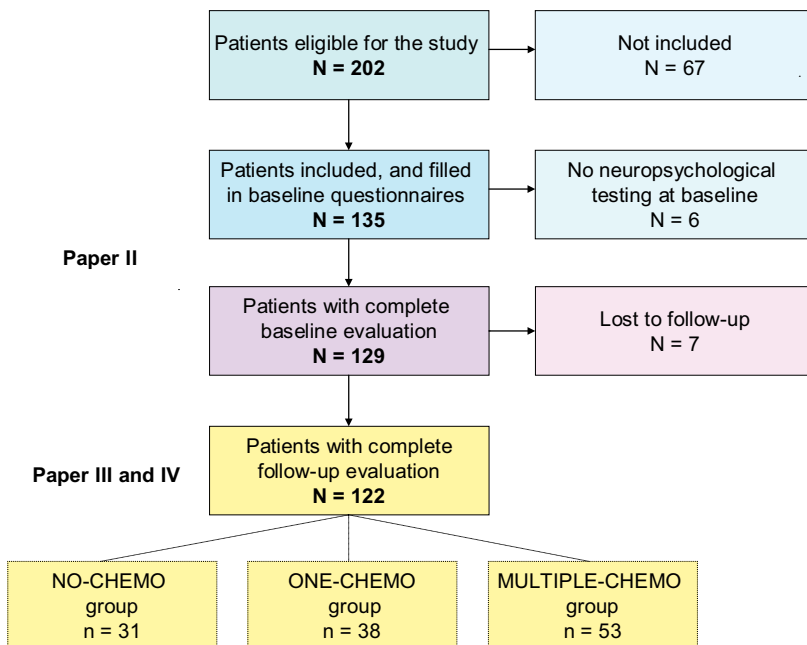 Patients eligible for the study
N = 202
Not included
N = 67
Patients included, and filled
in baseline questionnaires
N = 135
No neuropsychological
testing at baseline
N = 6
Paper II
Patients with complete
baseline evaluation
N = 129
Lost to follow-up
N = 7
Patients with complete
follow-up evaluation
N = 122
Paper III and IV
NO-CHEMO
group
n = 31
ONE-CHEMO
group
n = 38
MULTIPLE-CHEMO
group
n = 53